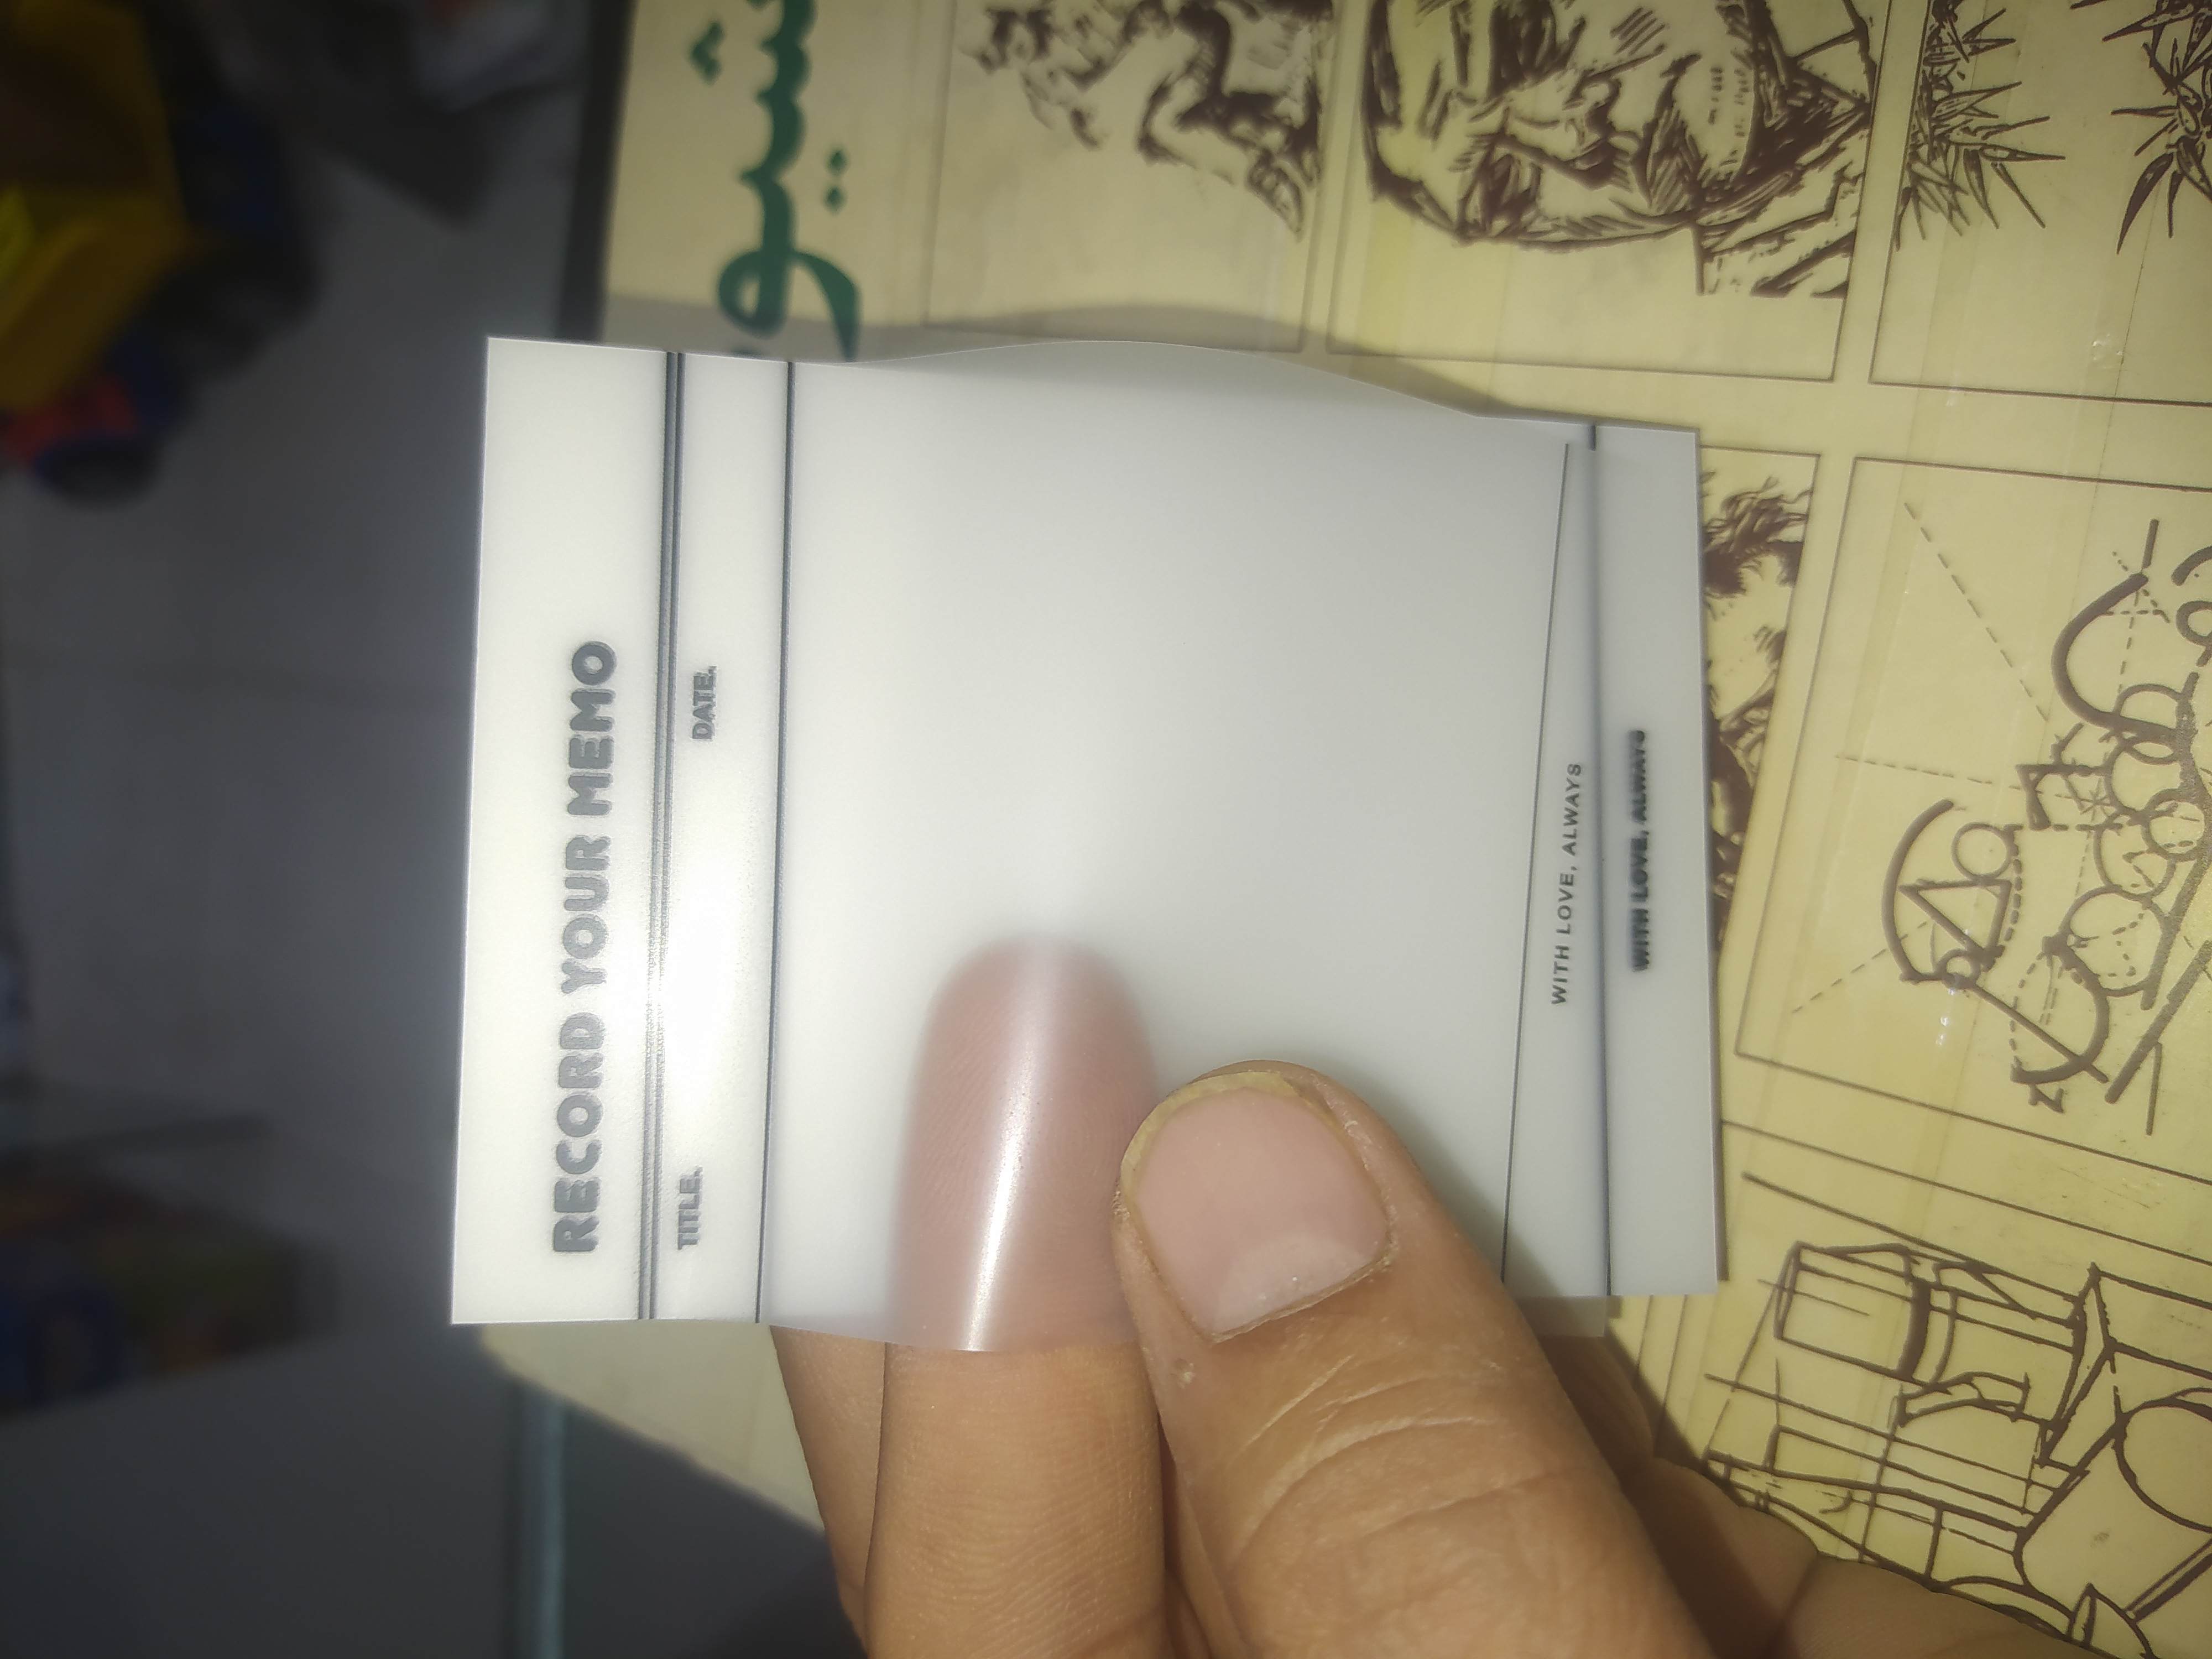 RECORD YOUR MEMO
TITLE. DATE.
WITH LOVE, ALWAYS
WITH LOVE, ALWAYS